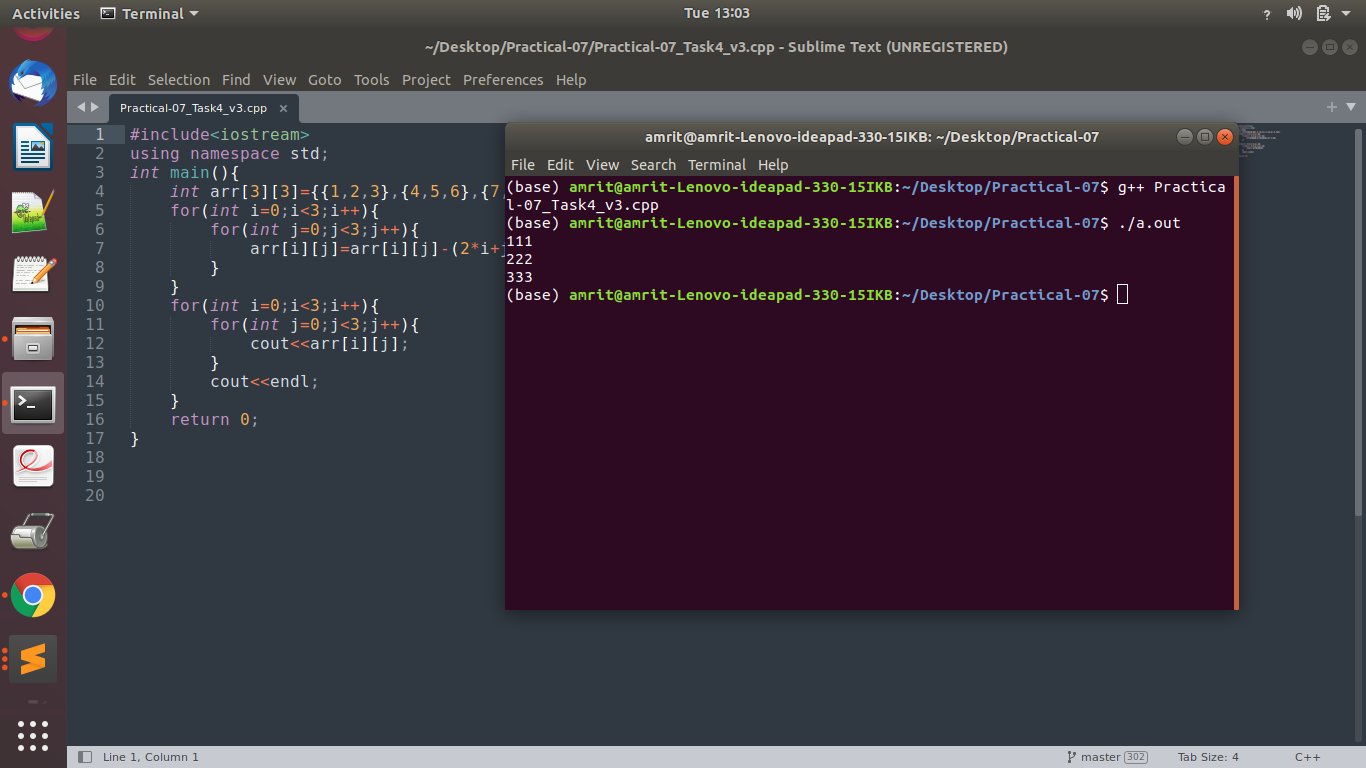 Activities Terminal Tue 13:03 ?
~/Desktop/Practical-07/Practical-07_Task4_v3.cpp - Sublime Text (UNREGISTERED)
File Edit Selection Find View Goto Tools Project Preferences Help
Practical-07_Task4_v3.cpp ×
1 #include<iostream>
2 using namespace std;
3 int main(){
4 int arr[3][3]={{1,2,3},{4,5,6},{7,
5 for(int i=0;i<3;i++){
6 for(int j=0;j<3;j++){
7 arr[i][j]=arr[i][j]-(2*i+
8 }
9 }
10 for(int i=0;i<3;i++){
11 for(int j=0;j<3;j++){
12 cout<<arr[i][j];
13 }
14 cout<<endl;
15 }
16 return 0;
17 }
18
19
20
amrit@amrit-Lenovo-ideapad-330-15IKB: ~/Desktop/Practical-07
File Edit View Search Terminal Help
(base) amrit@amrit-Lenovo-ideapad-330-15IKB:~/Desktop/Practical-07$ g++ Practica
l-07_Task4_v3.cpp
(base) amrit@amrit-Lenovo-ideapad-330-15IKB:~/Desktop/Practical-07$ ./a.out
111
222
333
(base) amrit@amrit-Lenovo-ideapad-330-15IKB:~/Desktop/Practical-07$
Line 1, Column 1 master 302 Tab Size: 4 C++